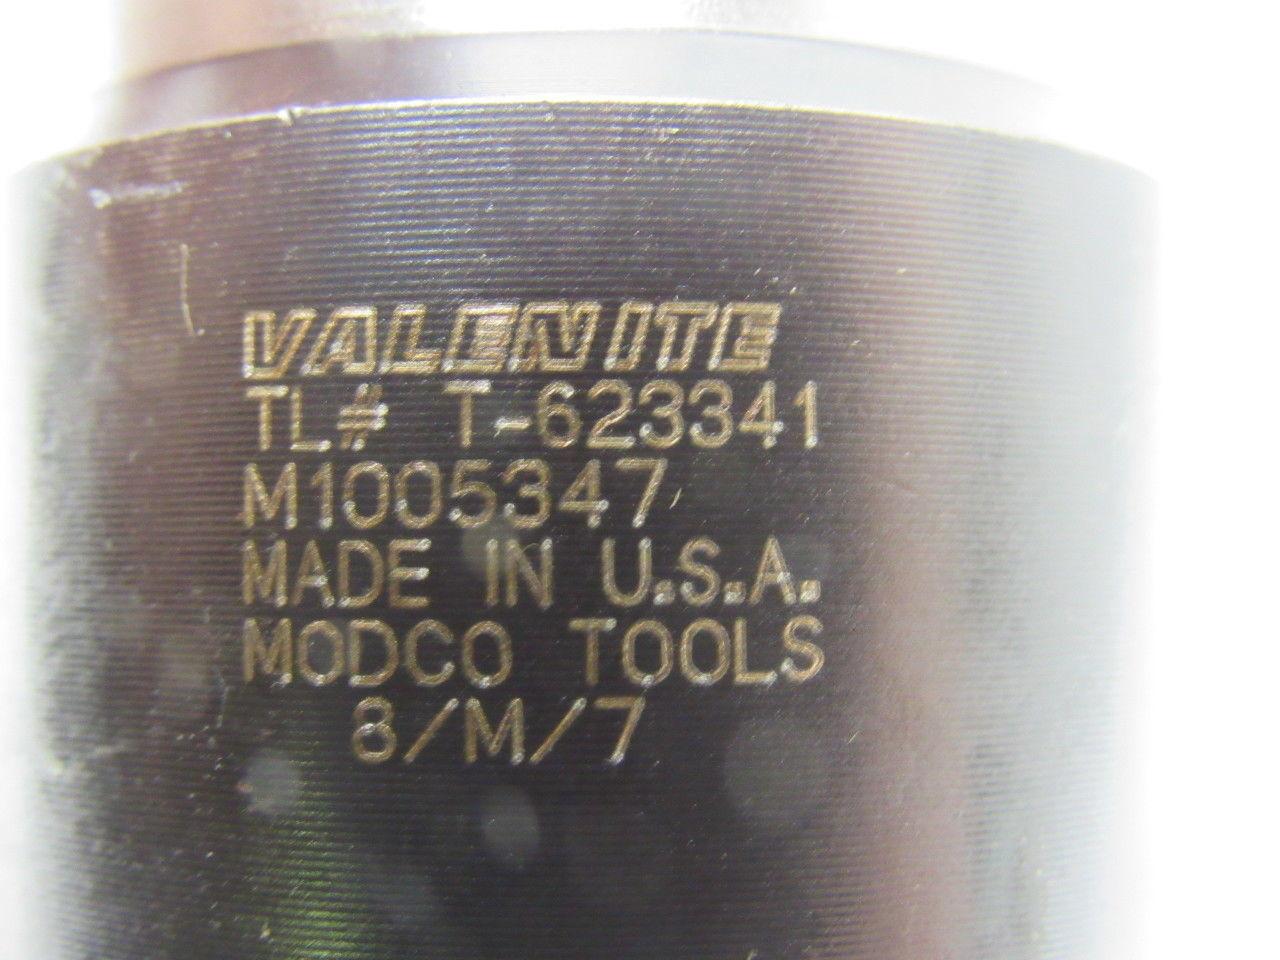 VALENITE
TL# T-623341
M1005347
MADE IN U.S.A.
MODCO TOOLS
8/M/7